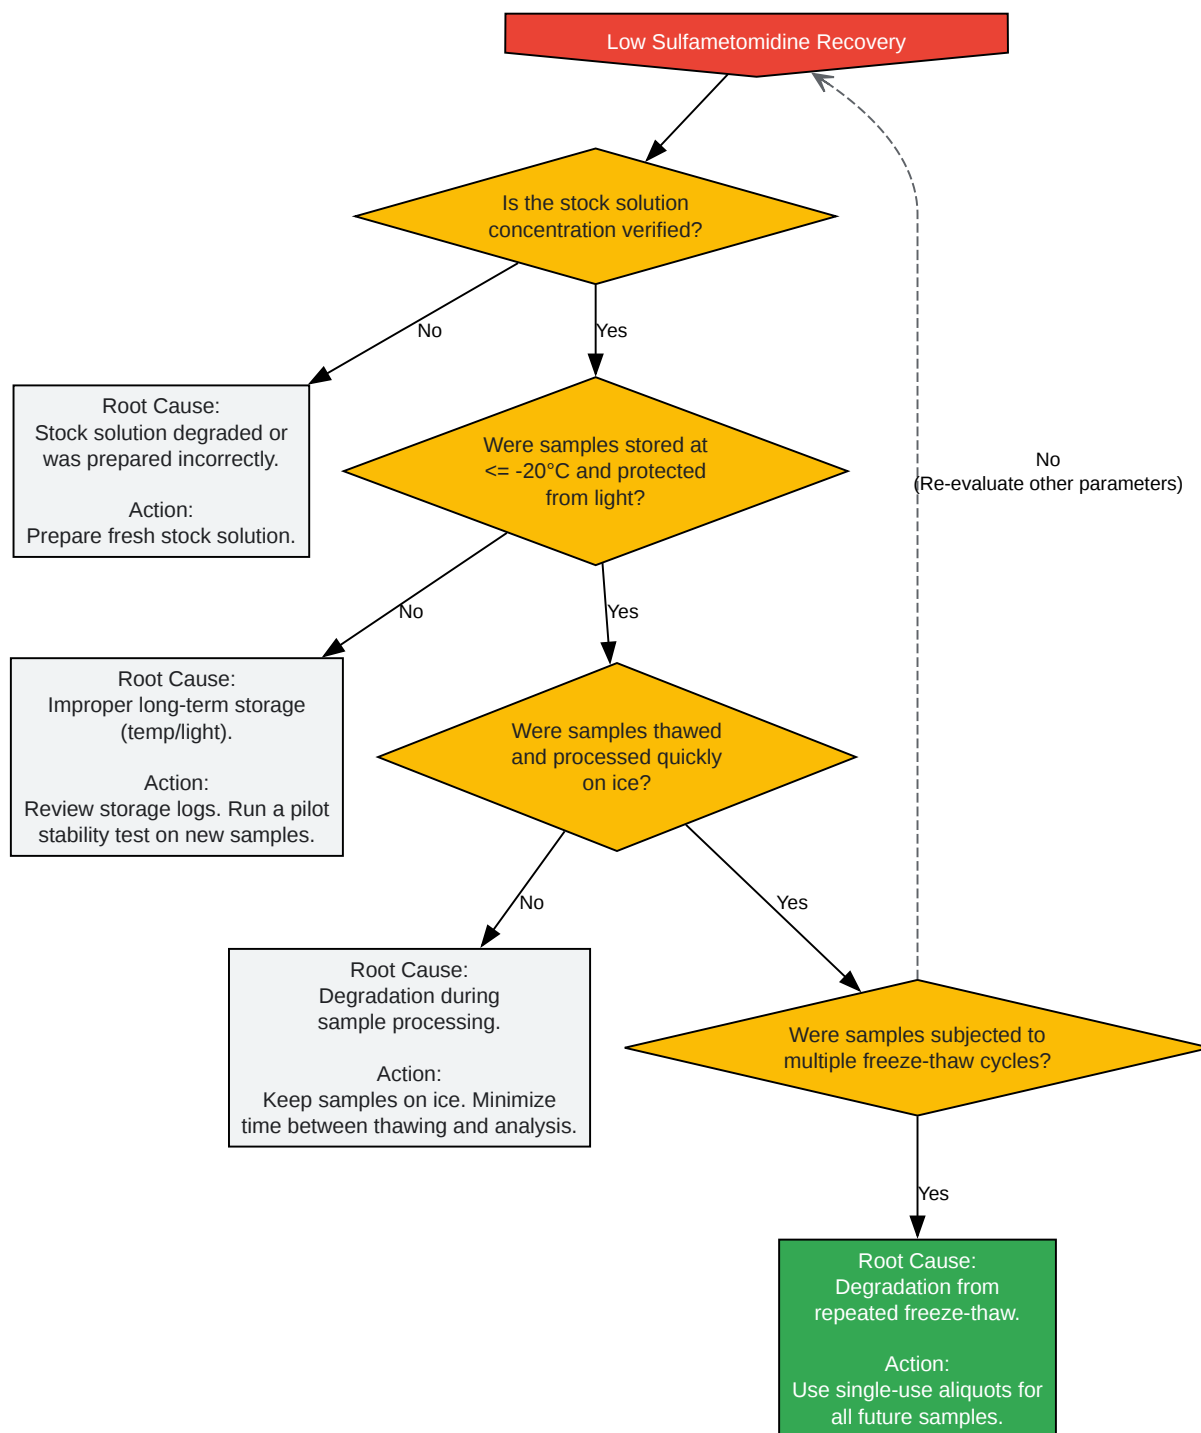 Low Sulfametomidine Recovery
Is the stock solution
concentration verified?
No
Yes
Root Cause:
Stock solution degraded or
was prepared incorrectly.
Action:
Prepare fresh stock solution.
Were samples stored at
<= -20°C and protected
from light?
No
(Re-evaluate other parameters)
No
Yes
Root Cause:
Improper long-term storage
(temp/light).
Action:
Review storage logs. Run a pilot
stability test on new samples.
Were samples thawed
and processed quickly
on ice?
No
Yes
Root Cause:
Degradation during
sample processing.
Action:
Keep samples on ice. Minimize
time between thawing and analysis.
Were samples subjected to
multiple freeze-thaw cycles?
Yes
Root Cause:
Degradation from
repeated freeze-thaw.
Action:
Use single-use aliquots for
all future samples.